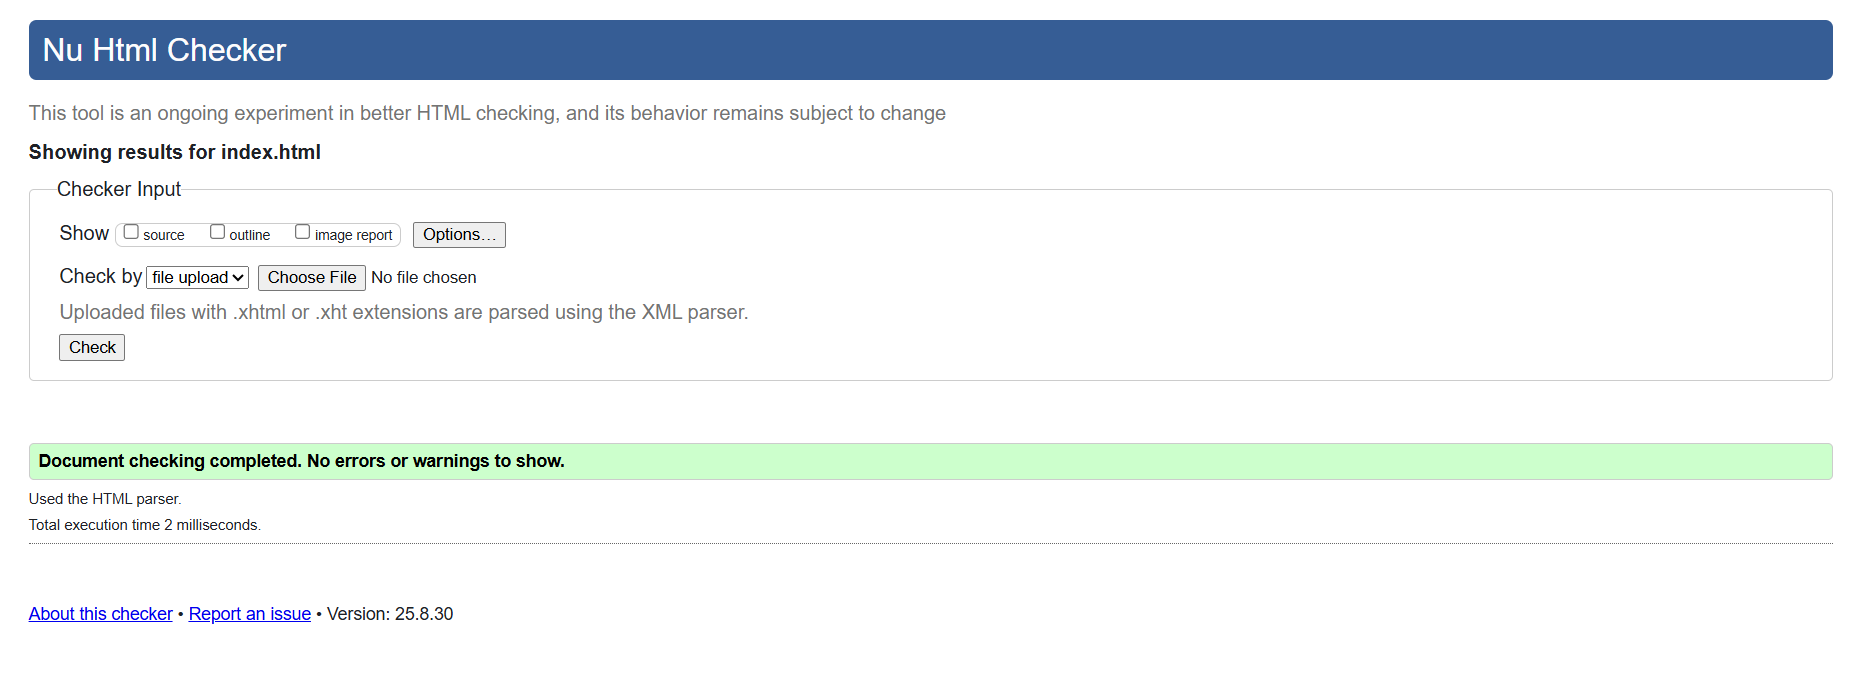 Nu Html Checker
This tool is an ongoing experiment in better HTML checking, and its behavior remains subject to change
Showing results for index.html
Checker Input
Show source outline image report Options…
Check by file upload Choose File No file chosen
Uploaded files with .xhtml or .xht extensions are parsed using the XML parser.
Check
Document checking completed. No errors or warnings to show.
Used the HTML parser.
Total execution time 2 milliseconds.
About this checker • Report an issue • Version: 25.8.30